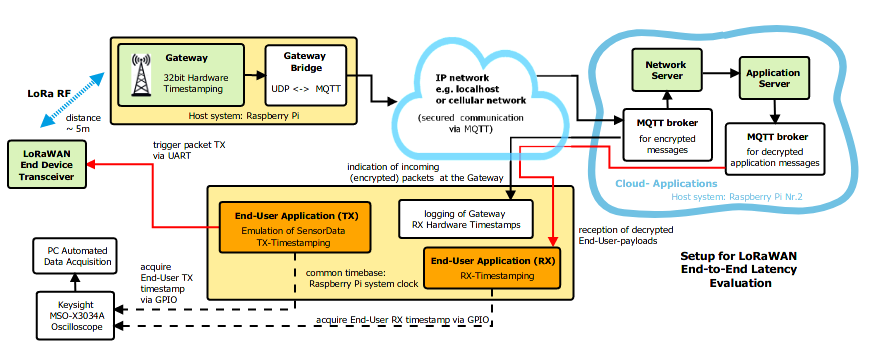 Gateway
32bit Hardware
Timestamping
Gateway
Bridge
UDP <-> MQTT
Host system: Raspberry Pi
LoRa RF
distance
~ 5m
IP network
e.g. localhost
or cellular network
(secured communication
via MQTT)
Network
Server
Application
Server
MQTT broker
for encrypted
messages
MQTT broker
for decrypted
application messages
Cloud- Applications
Host system: Raspberry Pi Nr.2
LoRaWAN
End Device
Transceiver
trigger packet TX
via UART
indication of incoming
(encrypted) packets at the Gateway
End-User Application (TX)
Emulation of SensorData
TX-Timestamping
logging of Gateway
RX Hardware Timestamps
End-User Application (RX)
RX-Timestamping
common timebase:
Raspberry Pi system clock
reception of decrypted
End-User-payloads
PC Automated
Data Acquisition
Keysight
MSO-X3034A
Oscilloscope
acquire
End-User TX
timestamp
via GPIO
acquire End-User RX timestamp via GPIO
Setup for LoRaWAN
End-to-End Latency
Evaluation